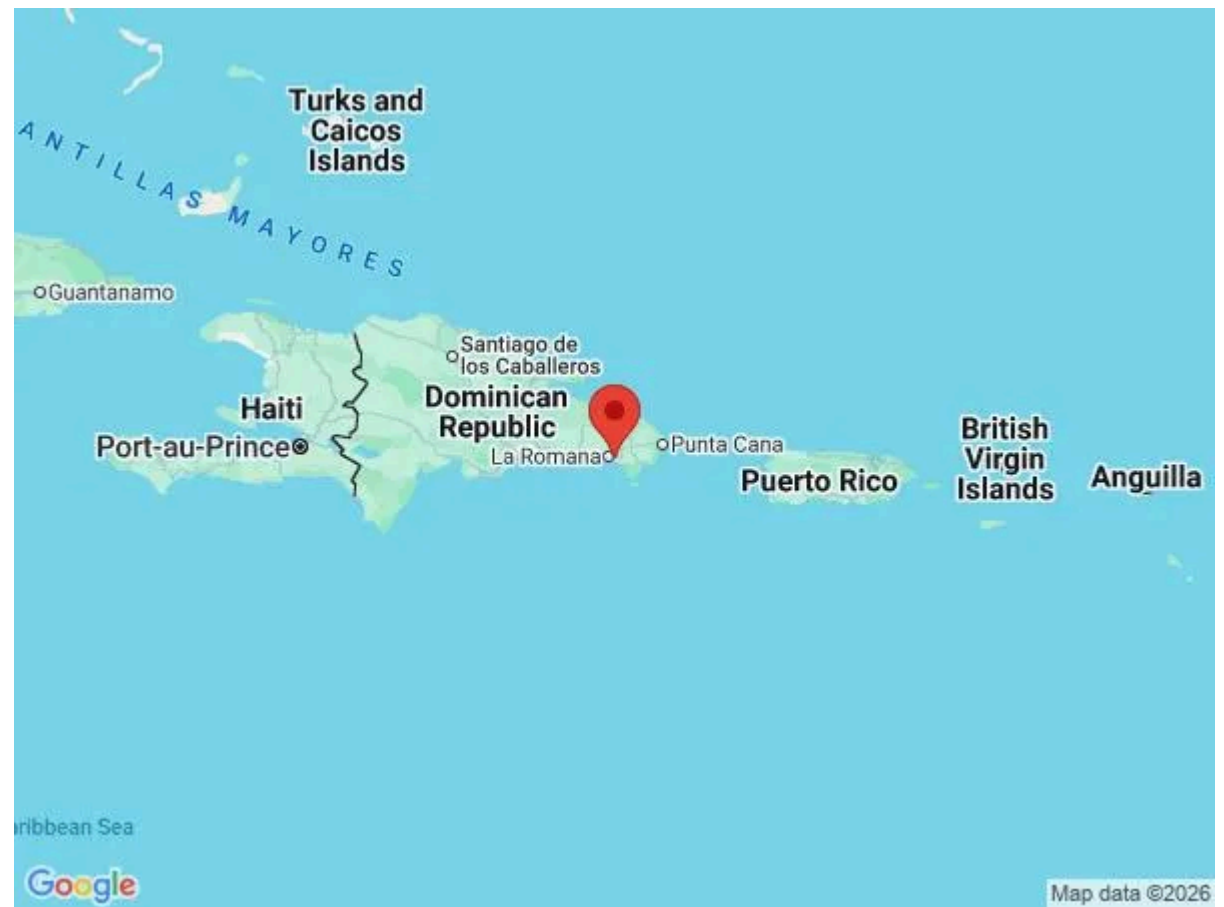 Turks and
Caicos
Islands
ANTILLAS MAYORES
Guantanamo
Santiago de
los Caballeros
Dominican
Republic
Haiti
Port-au-Prince
La Romana
Punta Cana
Puerto Rico
British
Virgin
Islands
Anguilla
aribbean Sea
Google
Map data ©2026